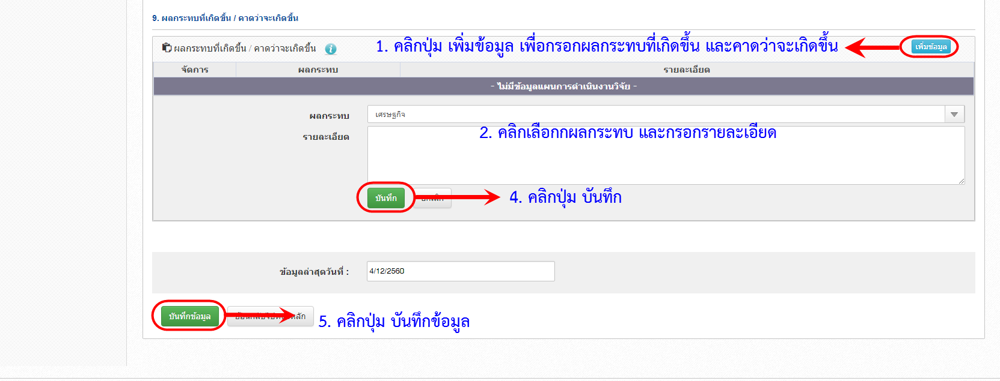 9. ผลกระทบที่เกิดขึ้น / คาดว่าจะเกิดขึ้น
ผลกระทบที่เกิดขึ้น / คาดว่าจะเกิดขึ้น
1. คลิกปุ่ม เพิ่มข้อมูล เพื่อกรอกผลกระทบที่เกิดขึ้น และคาดว่าจะเกิดขึ้น
เพิ่มข้อมูล
จัดการ ผลกระทบ รายละเอียด
- ไม่มีข้อมูลแผนการดำเนินงานวิจัย -
ผลกระทบ เศรษฐกิจ
รายละเอียด
2. คลิกเลือกกผลกระทบ และกรอกรายละเอียด
บันทึก
4. คลิกปุ่ม บันทึก
ข้อมูลล่าสุดวันที่ : 4/12/2560
บันทึกข้อมูล
5. คลิกปุ่ม บันทึกข้อมูล